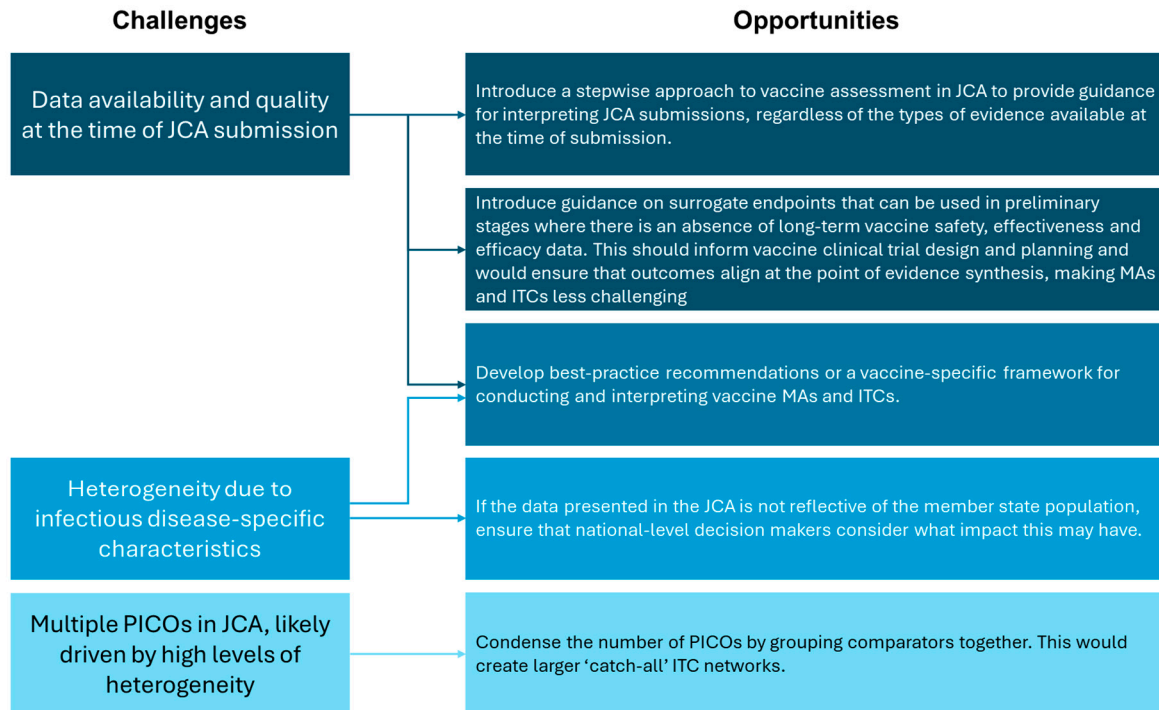 Challenges
Opportunities
Data availability and quality
at the time of JCA submission
Introduce a stepwise approach to vaccine assessment in JCA to provide guidance
for interpreting JCA submissions, regardless of the types of evidence available at
the time of submission.
Introduce guidance on surrogate endpoints that can be used in preliminary
stages where there is an absence of long-term vaccine safety, effectiveness and
efficacy data. This should inform vaccine clinical trial design and planning and
would ensure that outcomes align at the point of evidence synthesis, making MAs
and ITCs less challenging
Develop best-practice recommendations or a vaccine-specific framework for
conducting and interpreting vaccine MAs and ITCs.
Heterogeneity due to
infectious disease-specific
characteristics
If the data presented in the JCA is not reflective of the member state population,
ensure that national-level decision makers consider what impact this may have.
Multiple PICOs in JCA, likely
driven by high levels of
heterogeneity
Condense the number of PICOs by grouping comparators together. This would
create larger ‘catch-all’ ITC networks.